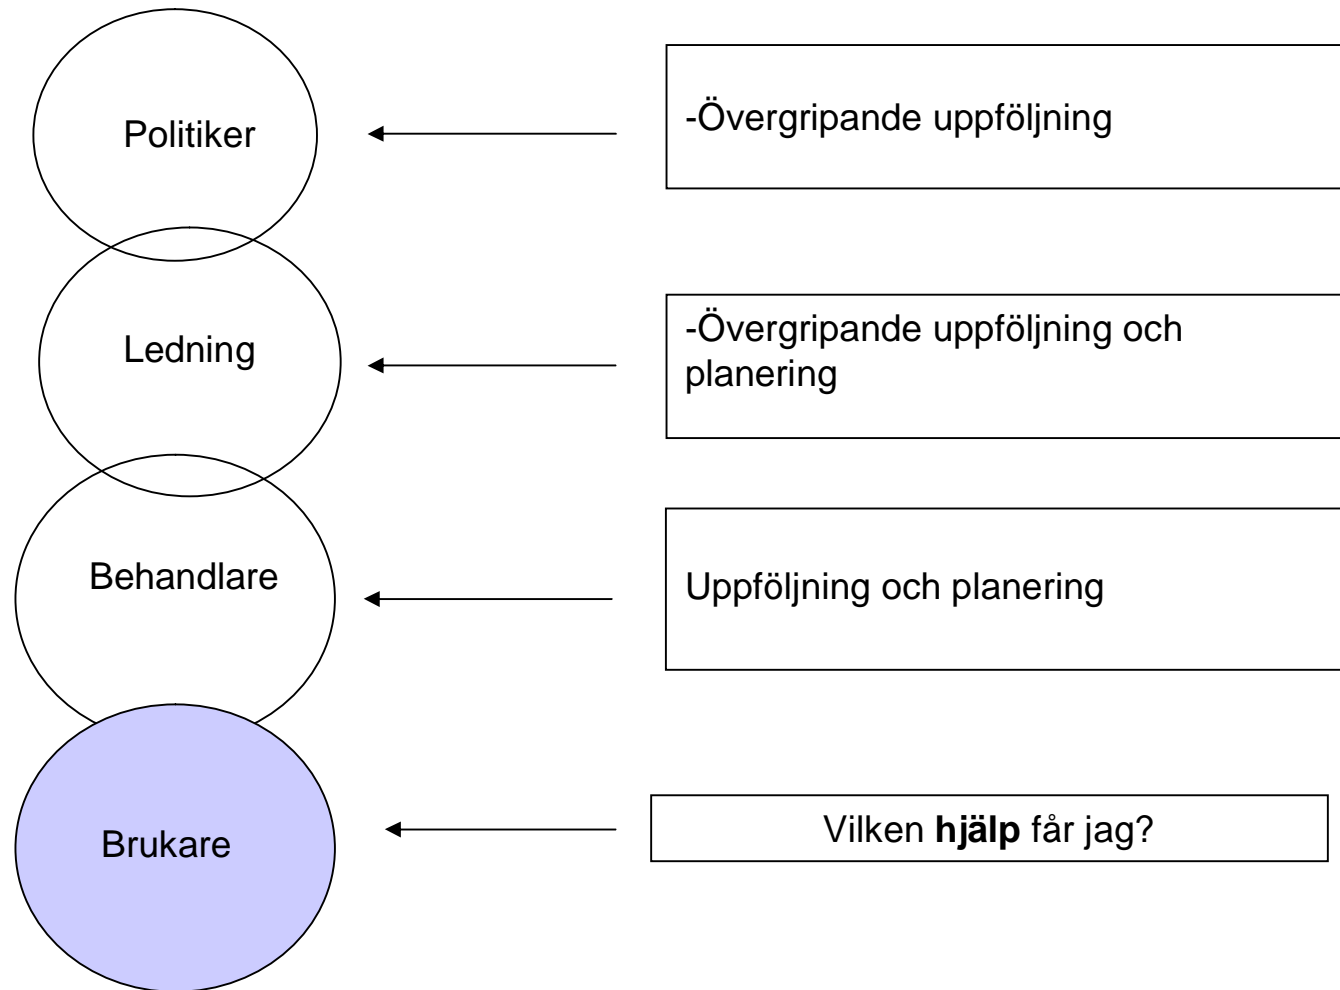 Politiker
-Övergripande uppföljning
Ledning
-Övergripande uppföljning och
planering
Behandlare
Uppföljning och planering
Brukare
Vilken hjälp får jag?